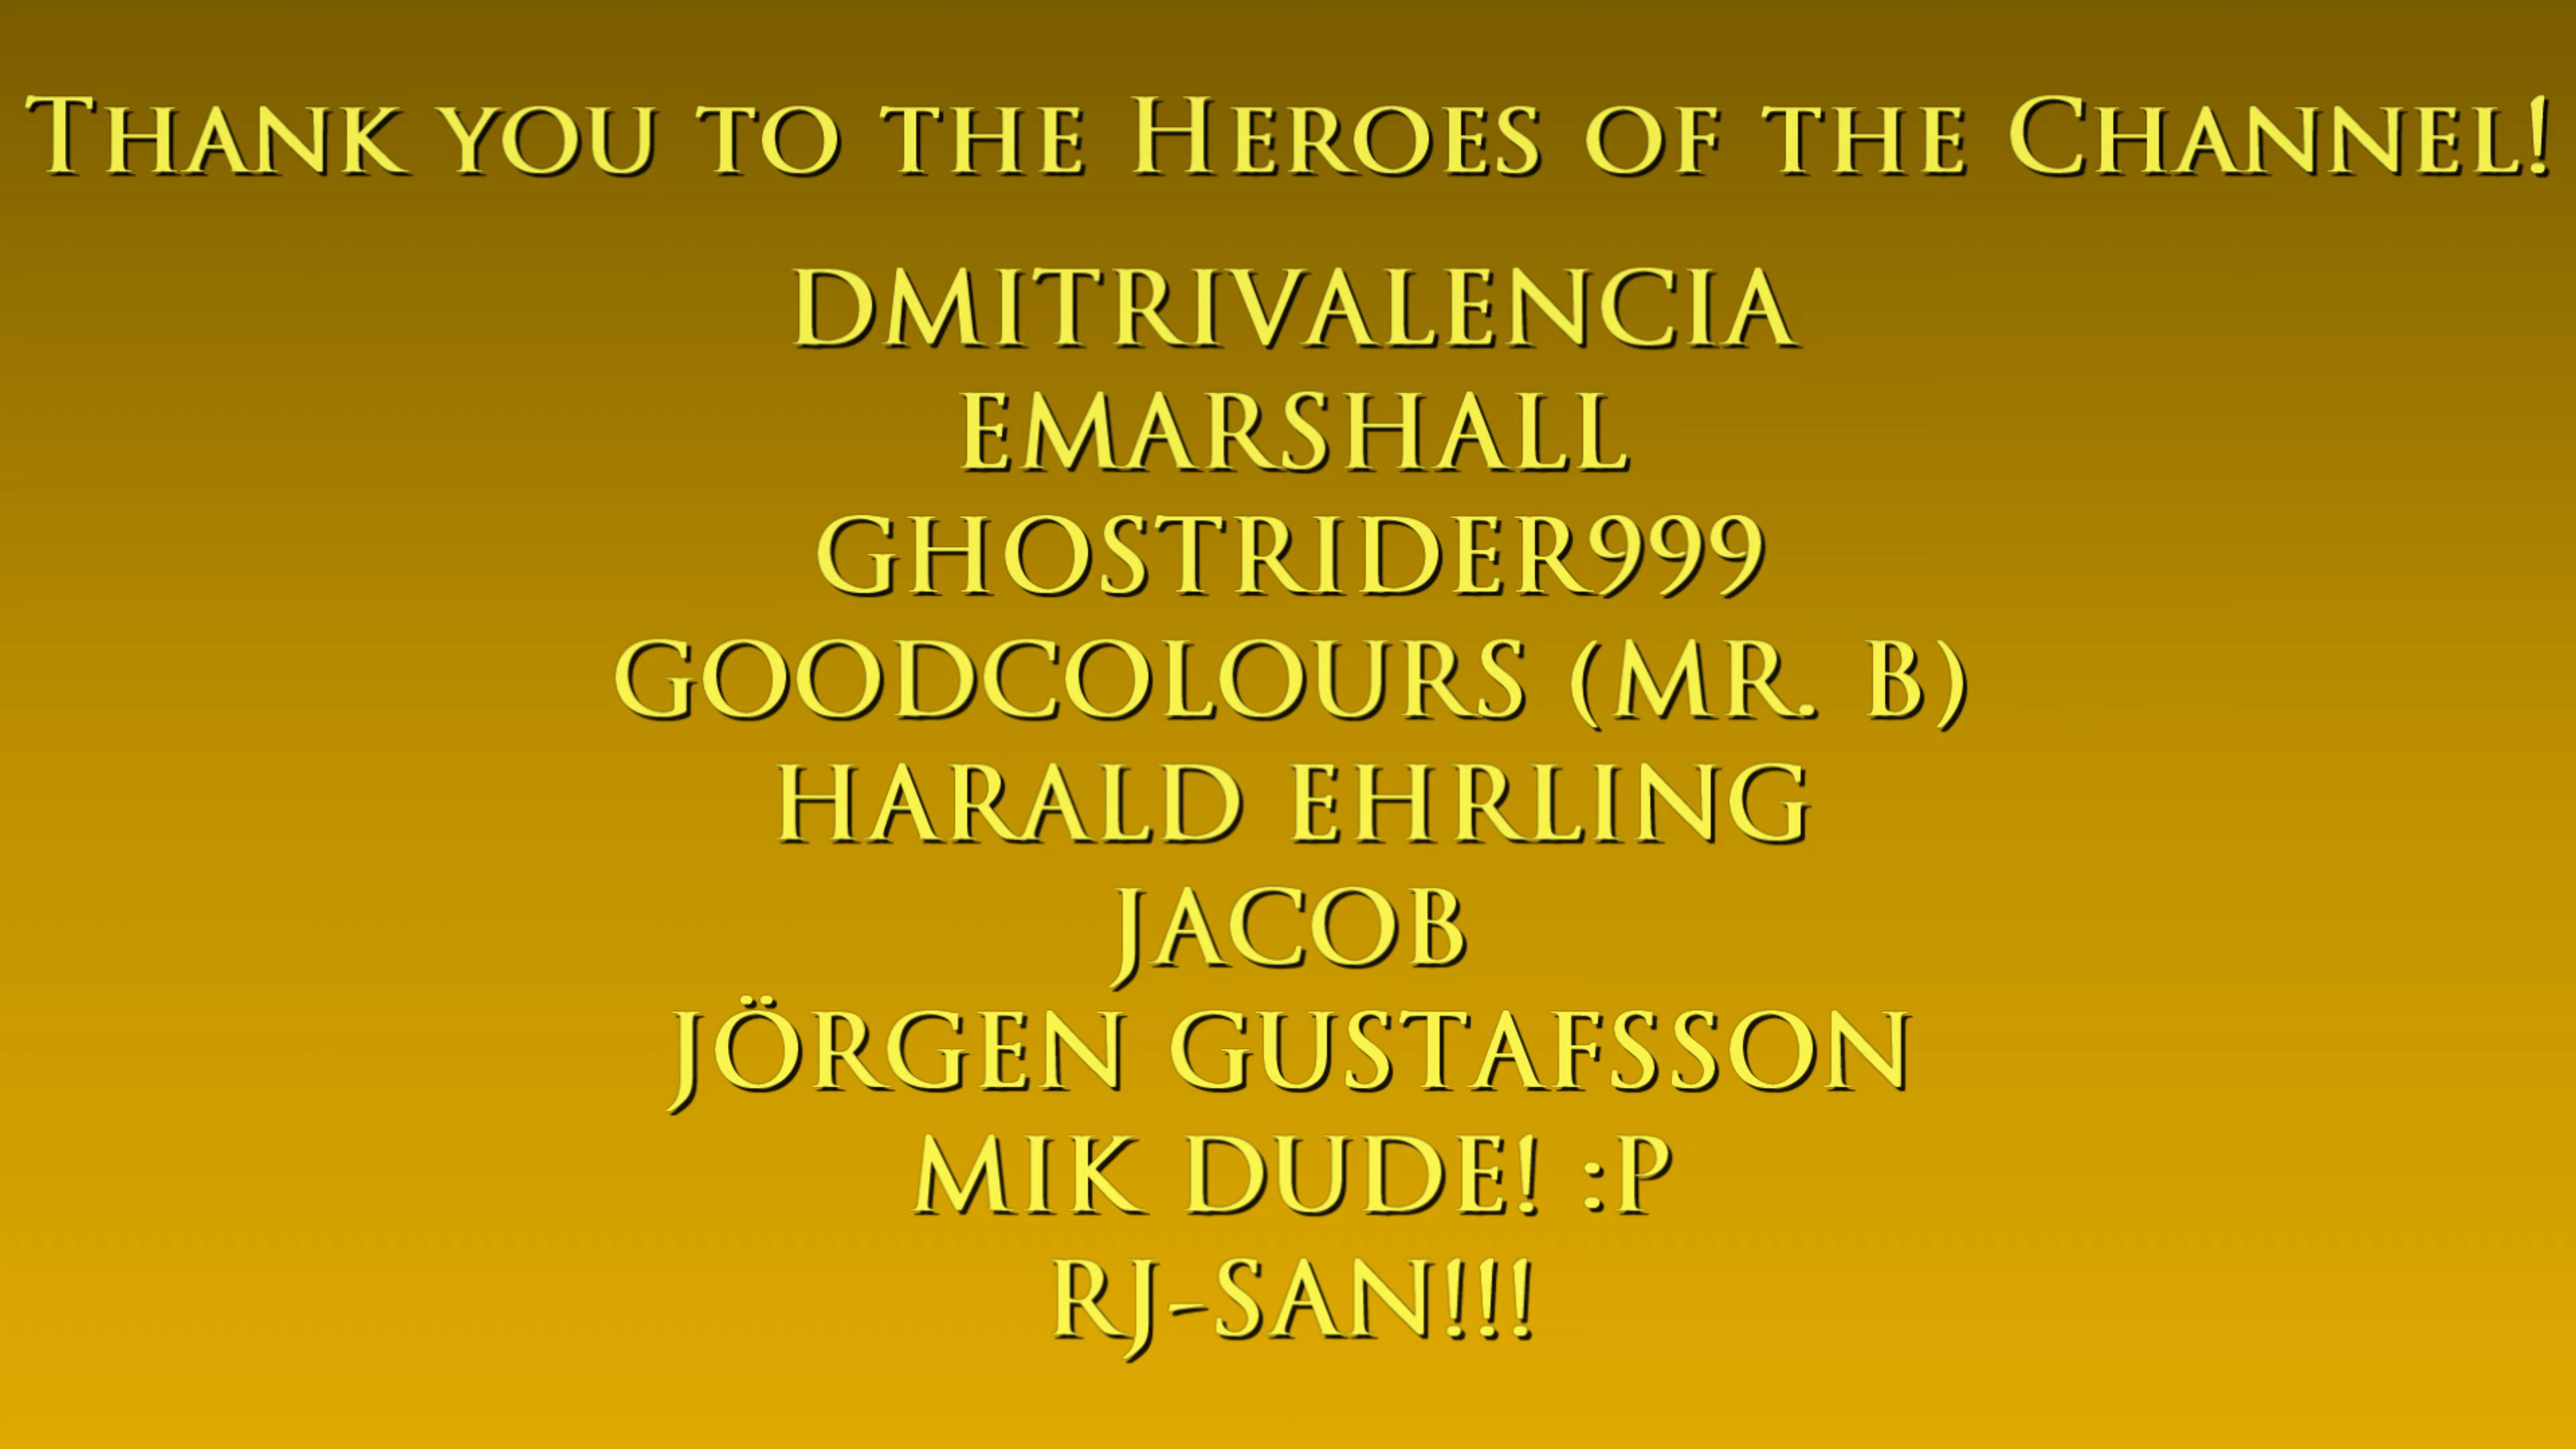 Thank you to the Heroes of the Channel!
DMITRIVALENCIA
EMARSHALL
GHOSTRIDER999
GOODCOLOURS (MR. B)
HARALD EHRLING
JACOB
JÖRGEN GUSTAFSSON
MIK DUDE! :P
RJ-SAN!!!